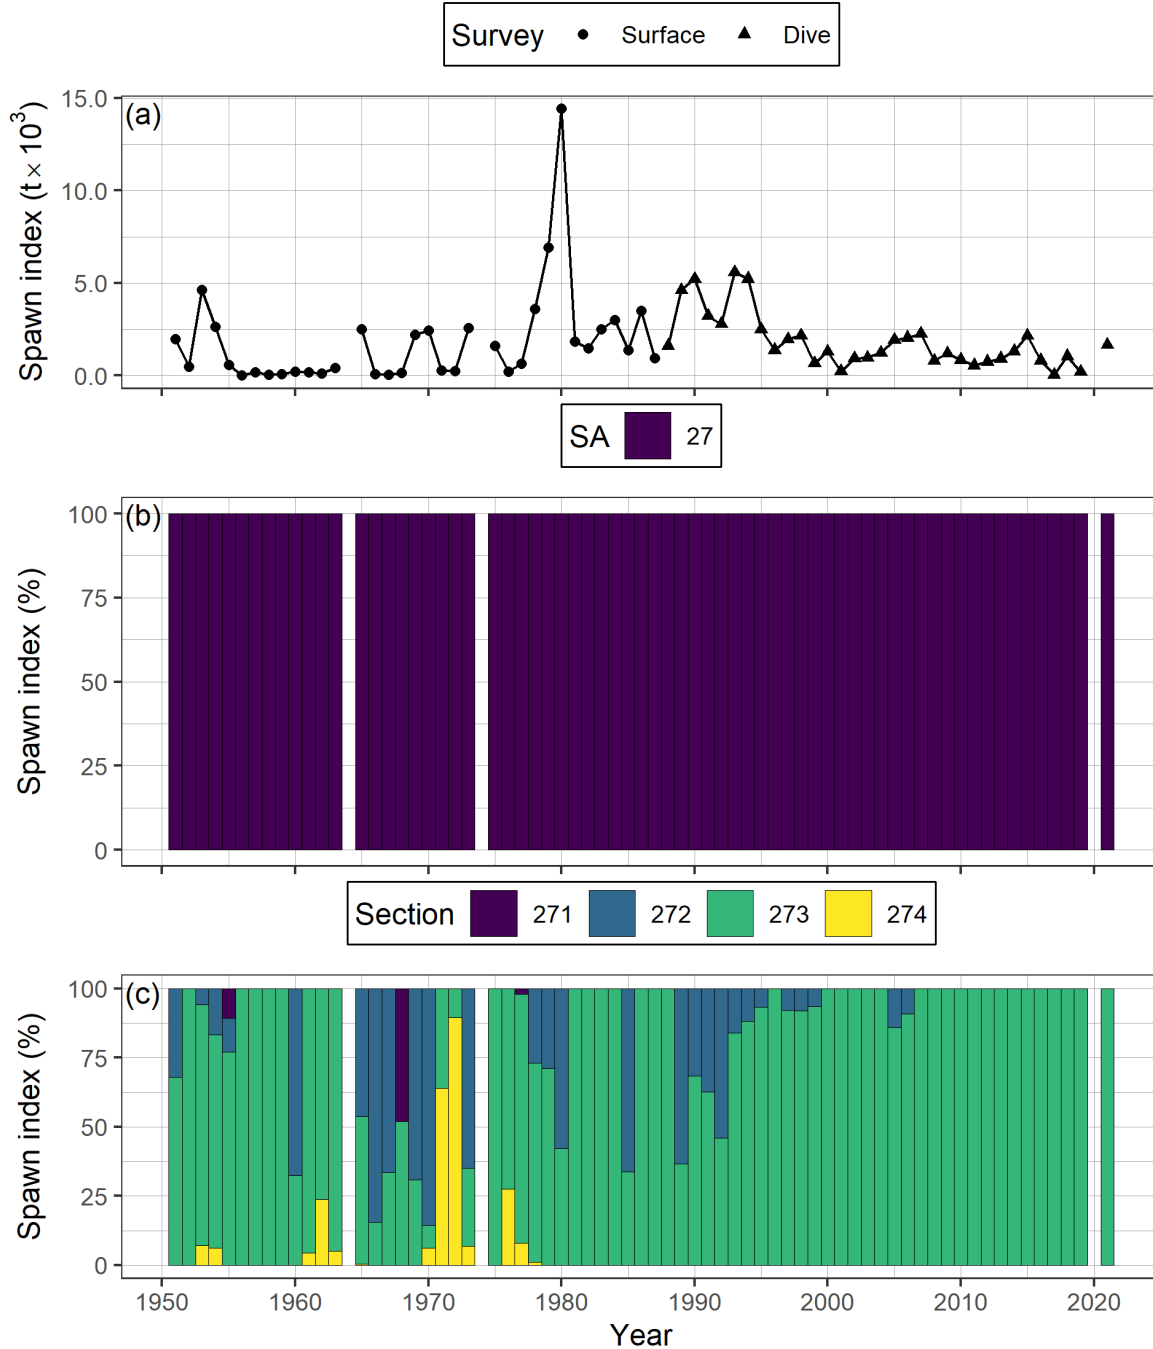 Survey Surface Dive
(a)
Spawn index (t × 10³)
15.0
10.0
5.0
0.0
SA 27
(b)
Spawn index (%)
100
75
50
25
0
Section 271 272 273 274
(c)
Spawn index (%)
100
75
50
25
0
1950 1960 1970 1980 1990 2000 2010 2020
Year